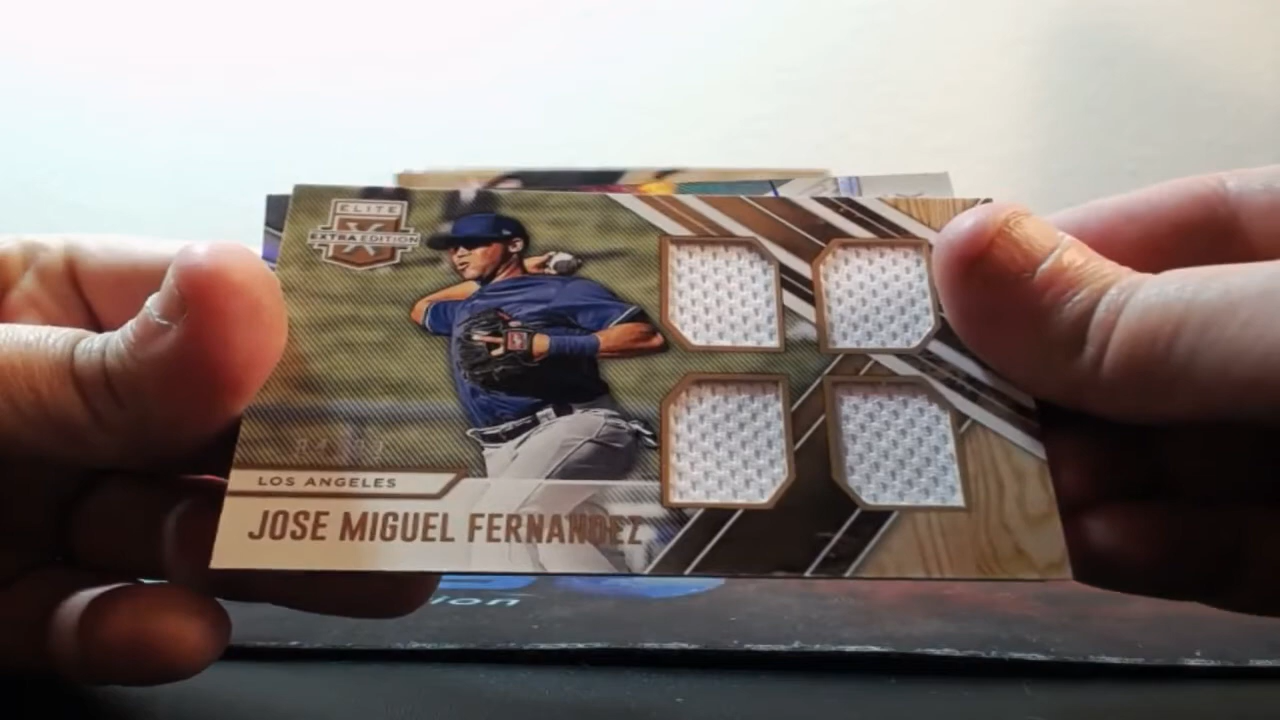 ELITE
X
EXTRA EDITION
LOS ANGELES
JOSE MIGUEL FERNANDEZ